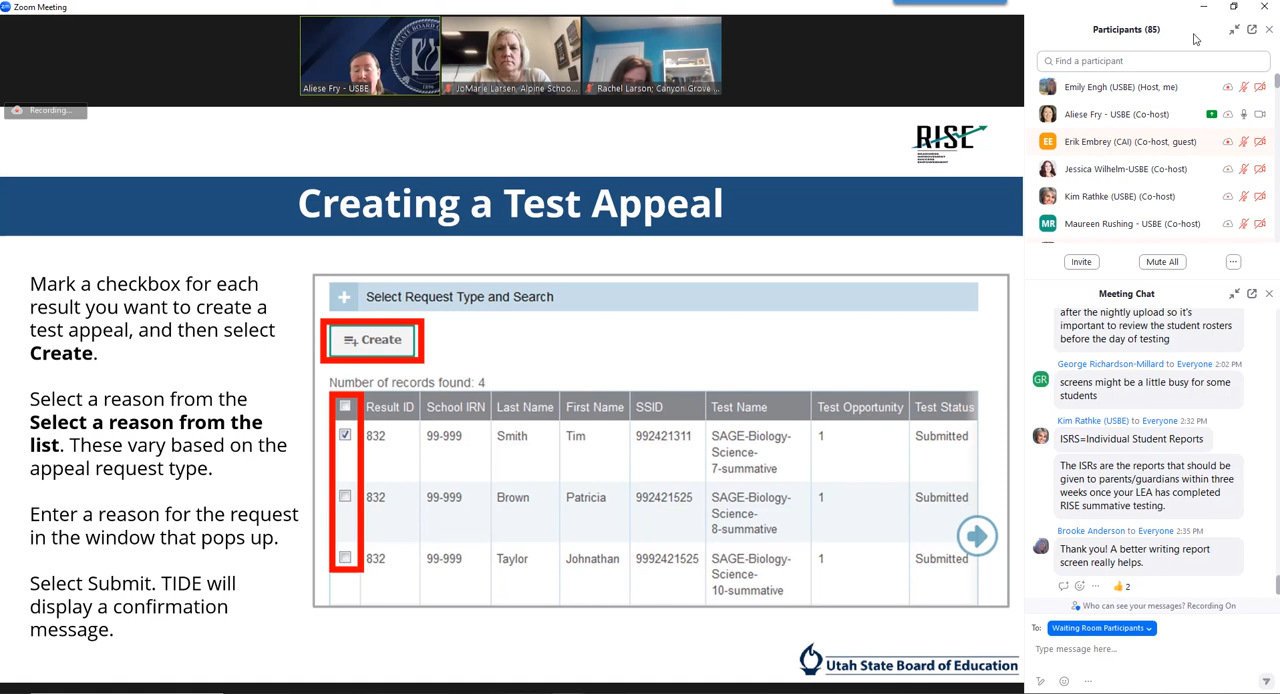 Zoom Meeting
Aliese Fry - USBE
JoMarie Larsen, Alpine Schoo...
Rachel Larson; Canyon Grove ...
Recording...
RISE
Creating a Test Appeal
Mark a checkbox for each
result you want to create a
test appeal, and then select
Create.
Select a reason from the
Select a reason from the
list. These vary based on the
appeal request type.
Enter a reason for the request
in the window that pops up.
Select Submit. TIDE will
display a confirmation
message.
Select Request Type and Search
Create
Number of records found: 4
Result ID School IRN Last Name First Name SSID Test Name Test Opportunity Test Status
832 99-999 Smith Tim 992421311 SAGE-Biology- 1 Submitted
Science-
7-summative
832 99-999 Brown Patricia 992421525 SAGE-Biology- 1 Submitted
Science-
8-summative
832 99-999 Taylor Johnathan 9992421525 SAGE-Biology- 1 Submitted
Science-
10-summative
Utah State Board of Education
Participants (85)
Find a participant
Emily Engh (USBE) (Host, me)
Aliese Fry - USBE (Co-host)
EE Erik Embrey (CAI) (Co-host, guest)
Jessica Wilhelm-USBE (Co-host)
Kim Rathke (USBE) (Co-host)
MR Maureen Rushing - USBE (Co-host)
Invite Mute All ...
Meeting Chat
after the nightly upload so it's
important to review the student rosters
before the day of testing
George Richardson-Millard to Everyone 2:02 PM
GR screens might be a little busy for some
students
Kim Rathke (USBE) to Everyone 2:32 PM
ISRS=Individual Student Reports
The ISRs are the reports that should be
given to parents/guardians within three
weeks once your LEA has completed
RISE summative testing.
Brooke Anderson to Everyone 2:35 PM
Thank you! A better writing report
screen really helps.
... 👍 2
Who can see your messages? Recording On
To: Waiting Room Participants
Type message here...
...